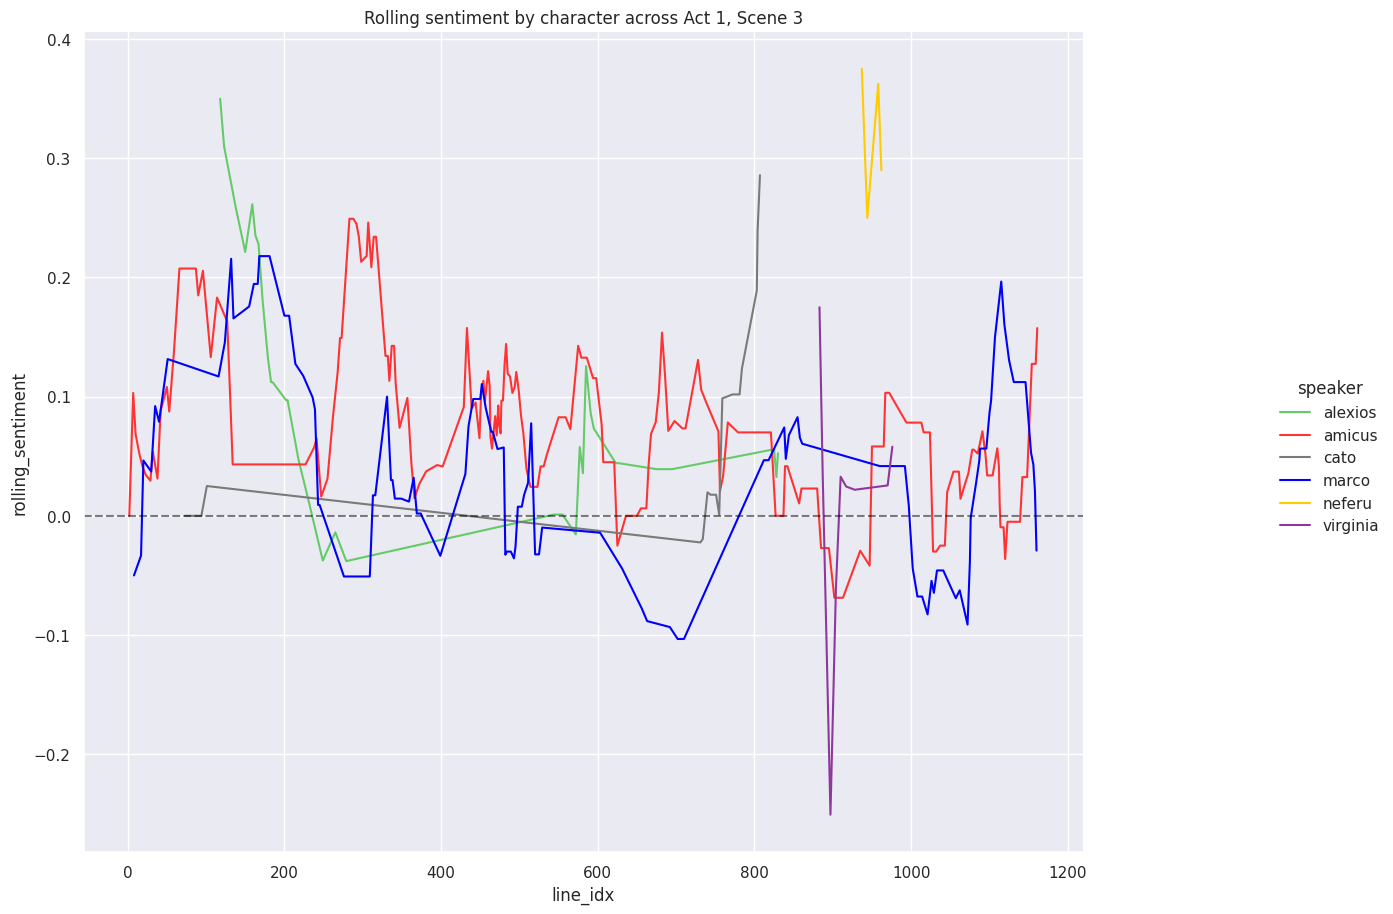 Rolling sentiment by character across Act 1, Scene 3
rolling_sentiment
0.4
0.3
0.2
0.1
0.0
−0.1
−0.2
0
200
400
600
800
1000
1200
line_idx
speaker
alexios
amicus
cato
marco
neferu
virginia